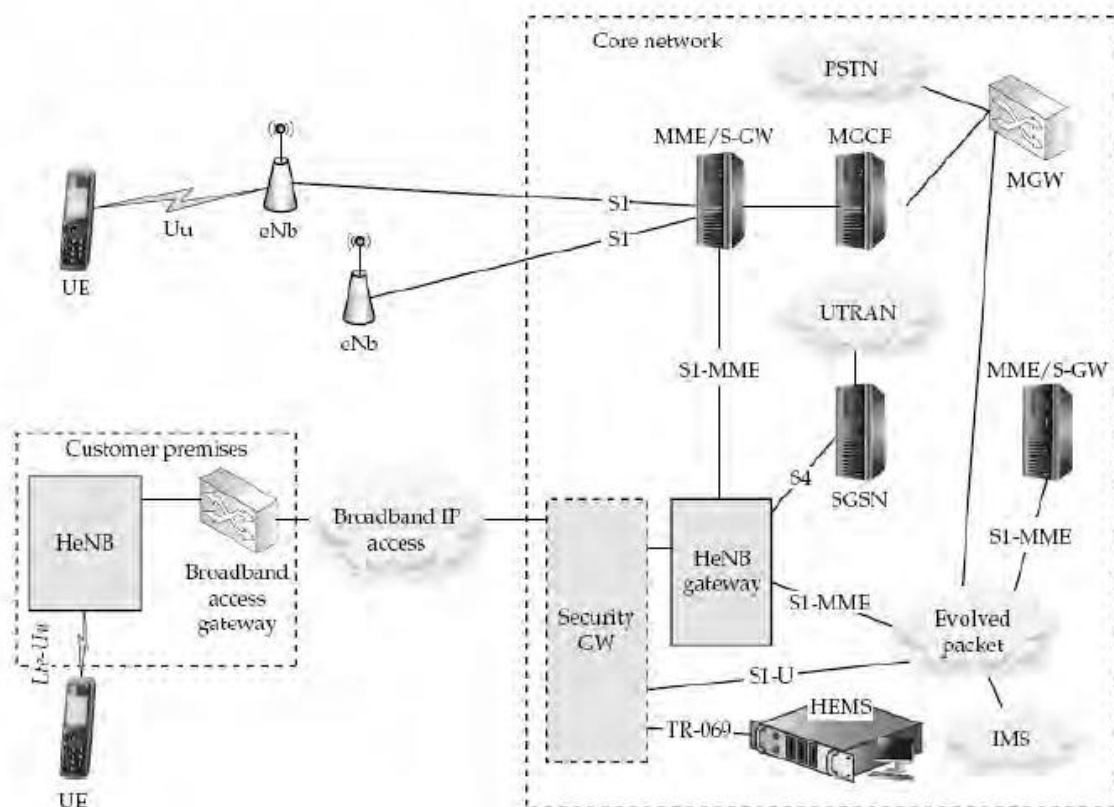 Core network
PSTN
MME/S-GW
MGCF
MGW
S1
Uu
eNb
S1
UE
eNb
UTRAN
S1-MME
MME/S-GW
Customer premises
S4
SGSN
HeNB
Broadband IP
access
S1-MME
HeNB
gateway
Broadband
access
gateway
S1-MME
Evolved
packet
Security
GW
Lte-Uu
S1-U
HEMS
TR-069
IMS
UE